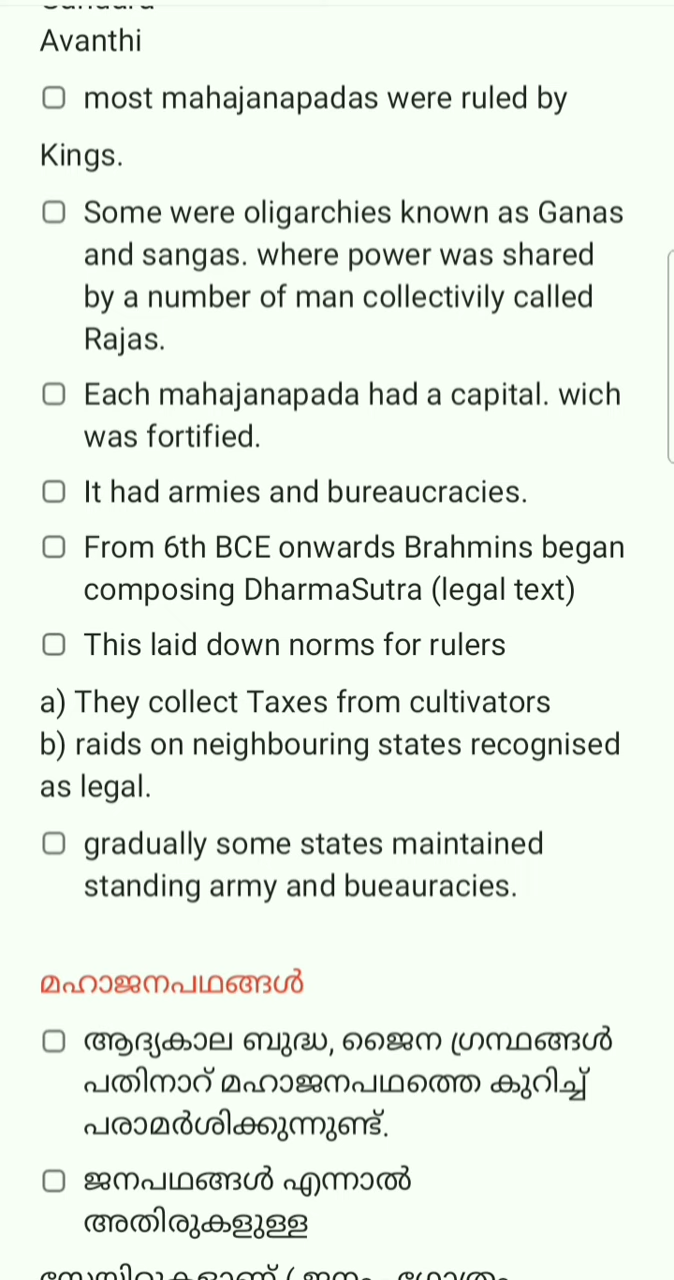 Avanthi
most mahajanapadas were ruled by
Kings.
Some were oligarchies known as Ganas
and sangas. where power was shared
by a number of man collectivily called
Rajas.
Each mahajanapada had a capital. wich
was fortified.
It had armies and bureaucracies.
From 6th BCE onwards Brahmins began
composing DharmaSutra (legal text)
This laid down norms for rulers
a) They collect Taxes from cultivators
b) raids on neighbouring states recognised
as legal.
gradually some states maintained
standing army and bueauracies.
മഹാജനപഥങ്ങൾ
ആദ്യകാല ബുദ്ധ, ജൈന ഗ്രന്ഥങ്ങൾ
പതിനാറ് മഹാജനപഥത്തെ കുറിച്ച്
പരാമർശിക്കുന്നുണ്ട്.
ജനപഥങ്ങൾ എന്നാൽ
അതിരുകളുള്ള